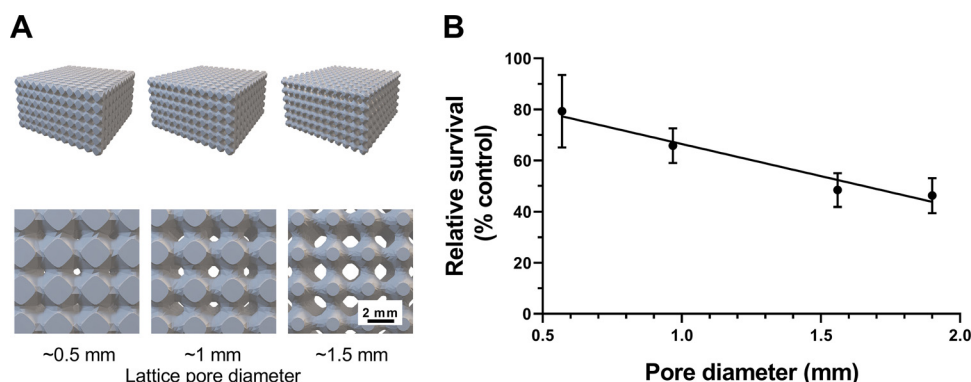 A
2 mm
~0.5 mm
~1 mm
~1.5 mm
Lattice pore diameter
B
Relative survival
(% control)
100
80
60
40
20
0
0.5
1.0
1.5
2.0
Pore diameter (mm)